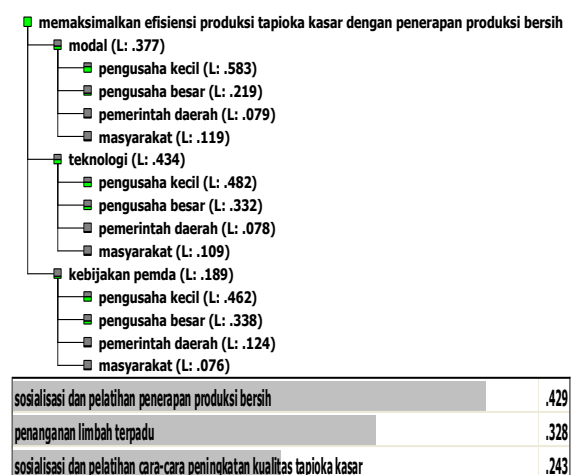 memaksimalkan efisiensi produksi tapioka kasar dengan penerapan produksi bersih
modal (L: .377)
pengusaha kecil (L: .583)
pengusaha besar (L: .219)
pemerintah daerah (L: .079)
masyarakat (L: .119)
teknologi (L: .434)
pengusaha kecil (L: .482)
pengusaha besar (L: .332)
pemerintah daerah (L: .078)
masyarakat (L: .109)
kebijakan pemda (L: .189)
pengusaha kecil (L: .462)
pengusaha besar (L: .338)
pemerintah daerah (L: .124)
masyarakat (L: .076)
sosialisasi dan pelatihan penerapan produksi bersih .429
penanganan limbah terpadu .328
sosialisasi dan pelatihan cara-cara peningkatan kualitas tapioka kasar .243